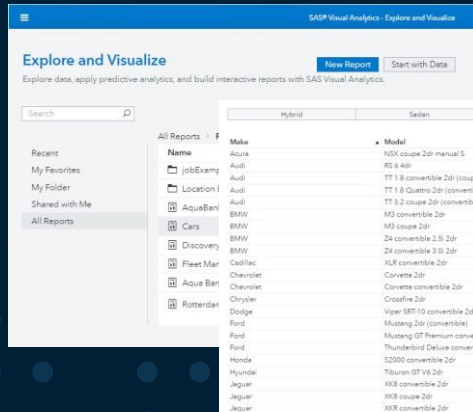 SAS® Visual Analytics - Explore and Visualize
Explore and Visualize
New Report
Start with Data
Explore data, apply predictive analytics, and build interactive reports with SAS Visual Analytics.
Search
Recent
My Favorites
My Folder
Shared with Me
All Reports
All Reports
Name
jobExamp
Location
AquaBan
Cars
Discovery
Fleet Mar
Aqua Ban
Rotterda
Hybrid
Sedan
Make
Model
Acura
NSX coupe 2dr manual S
Audi
RS 6 4dr
Audi
TT 1.8 convertible 2dr (coup
Audi
TT 1.8 Quattro 2dr (converti
Audi
TT 3.2 coupe 2dr (convertib
BMW
M3 convertible 2dr
BMW
M3 coupe 2dr
BMW
Z4 convertible 2.5i 2dr
BMW
Z4 convertible 3.0i 2dr
Cadillac
XLR convertible 2dr
Chevrolet
Corvette 2dr
Chevrolet
Corvette convertible 2dr
Chrysler
Crossfire 2dr
Dodge
Viper SRT-10 convertible 2d
Ford
Mustang 2dr (convertible)
Ford
Mustang GT Premium conve
Ford
Thunderbird Deluxe conver
Honda
S2000 convertible 2dr
Hyundai
Tiburon GT V6 2dr
Jaguar
XK8 convertible 2dr
Jaguar
XK8 coupe 2dr
Jaguar
XKR convertible 2dr